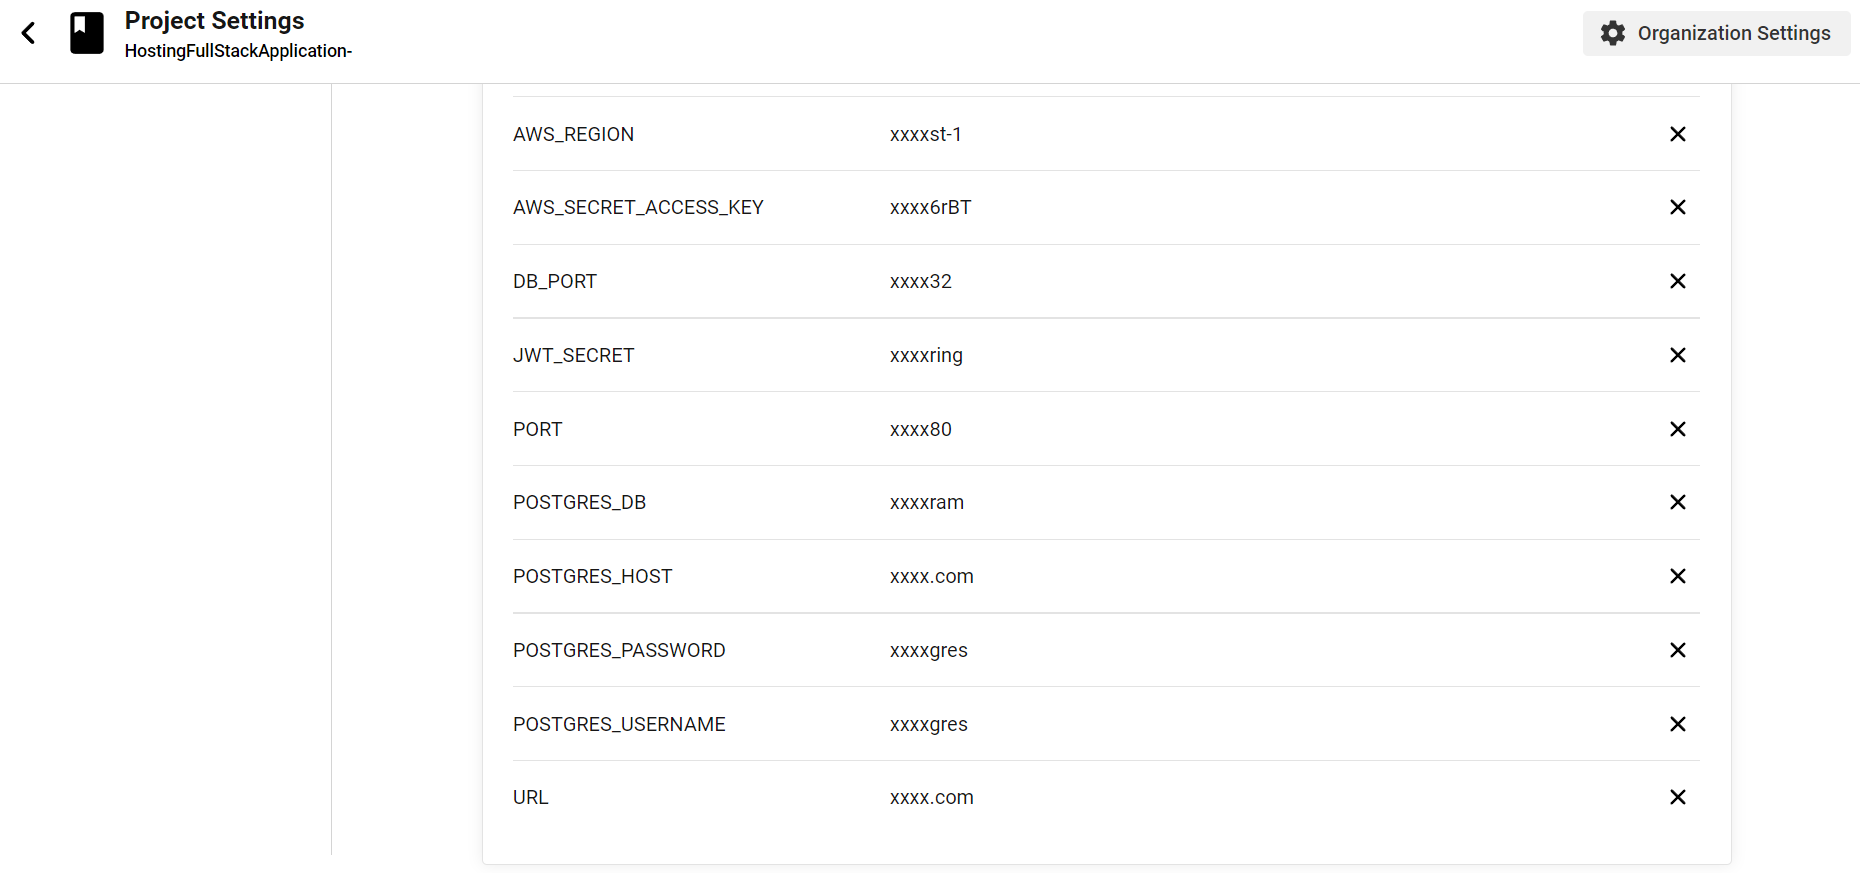 Project Settings
HostingFullStackApplication-
Organization Settings
AWS_REGION xxxxst-1
AWS_SECRET_ACCESS_KEY xxxx6rBT
DB_PORT xxxx32
JWT_SECRET xxxxring
PORT xxxx80
POSTGRES_DB xxxxram
POSTGRES_HOST xxxx.com
POSTGRES_PASSWORD xxxxgres
POSTGRES_USERNAME xxxxgres
URL xxxx.com